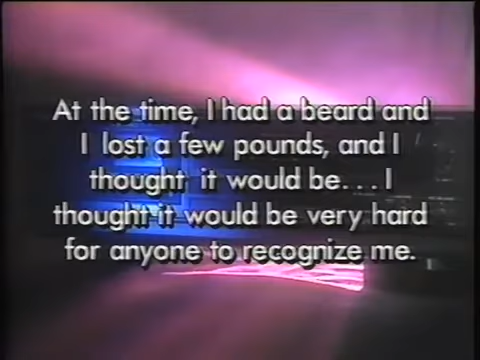 At the time, I had a beard and
I lost a few pounds, and I
thought it would be...I
thought it would be very hard
for anyone to recognize me.